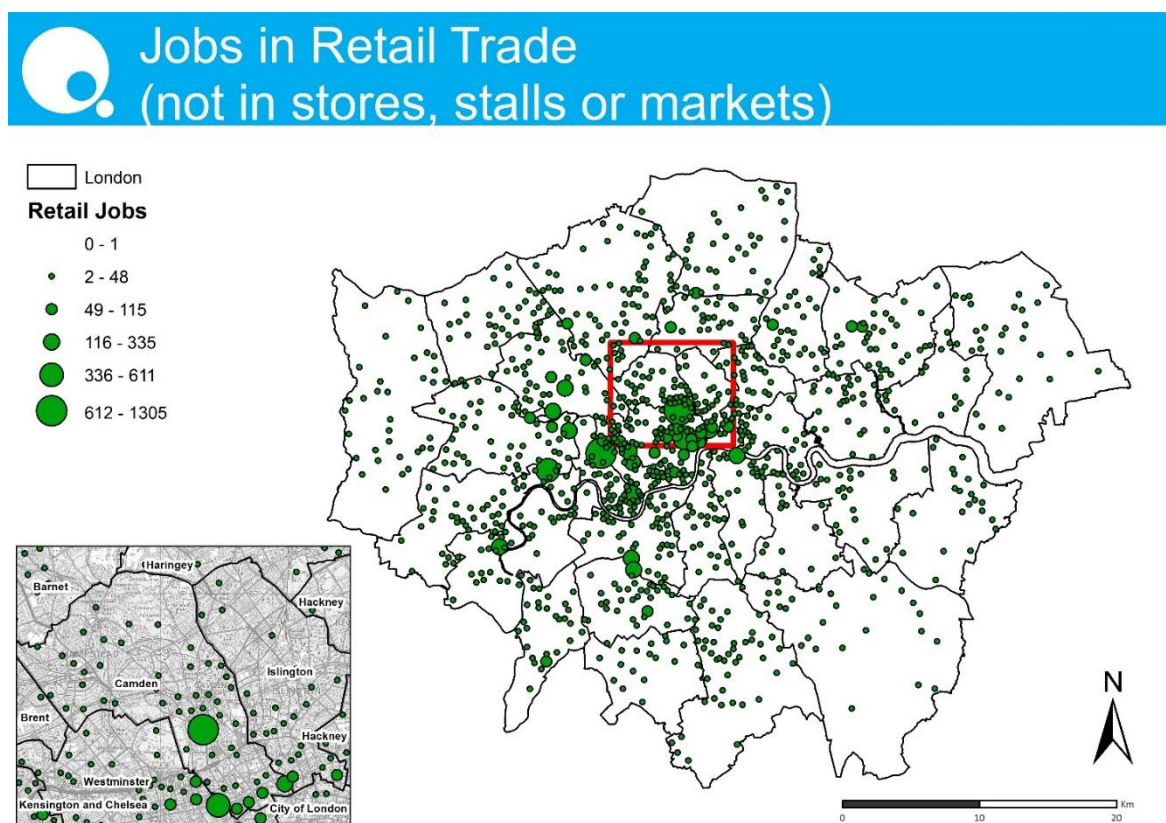 Jobs in Retail Trade
(not in stores, stalls or markets)
London
Retail Jobs
0 - 1
2 - 48
49 - 115
116 - 335
336 - 611
612 - 1305
Haringey
Barnet
Hackney
Islington
Camden
Brent
Hackney
Westminster
Kensington and Chelsea
City of London
N
Km
0
10
20